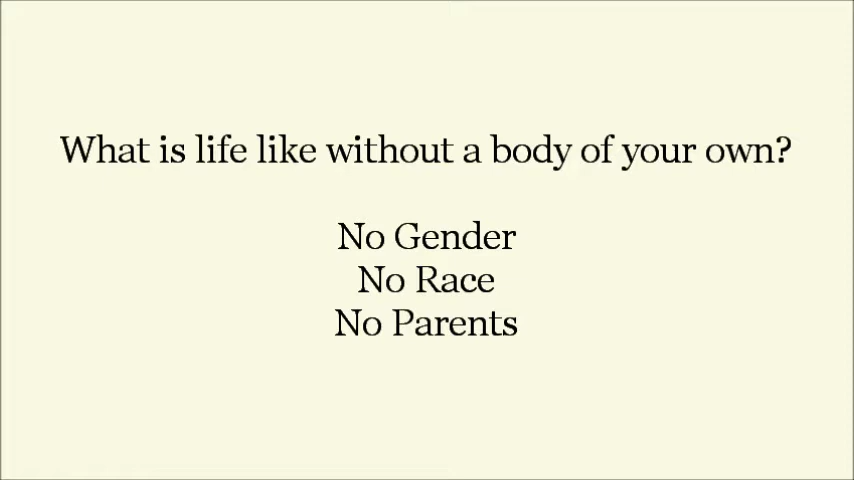 What is life like without a body of your own?
No Gender
No Race
No Parents